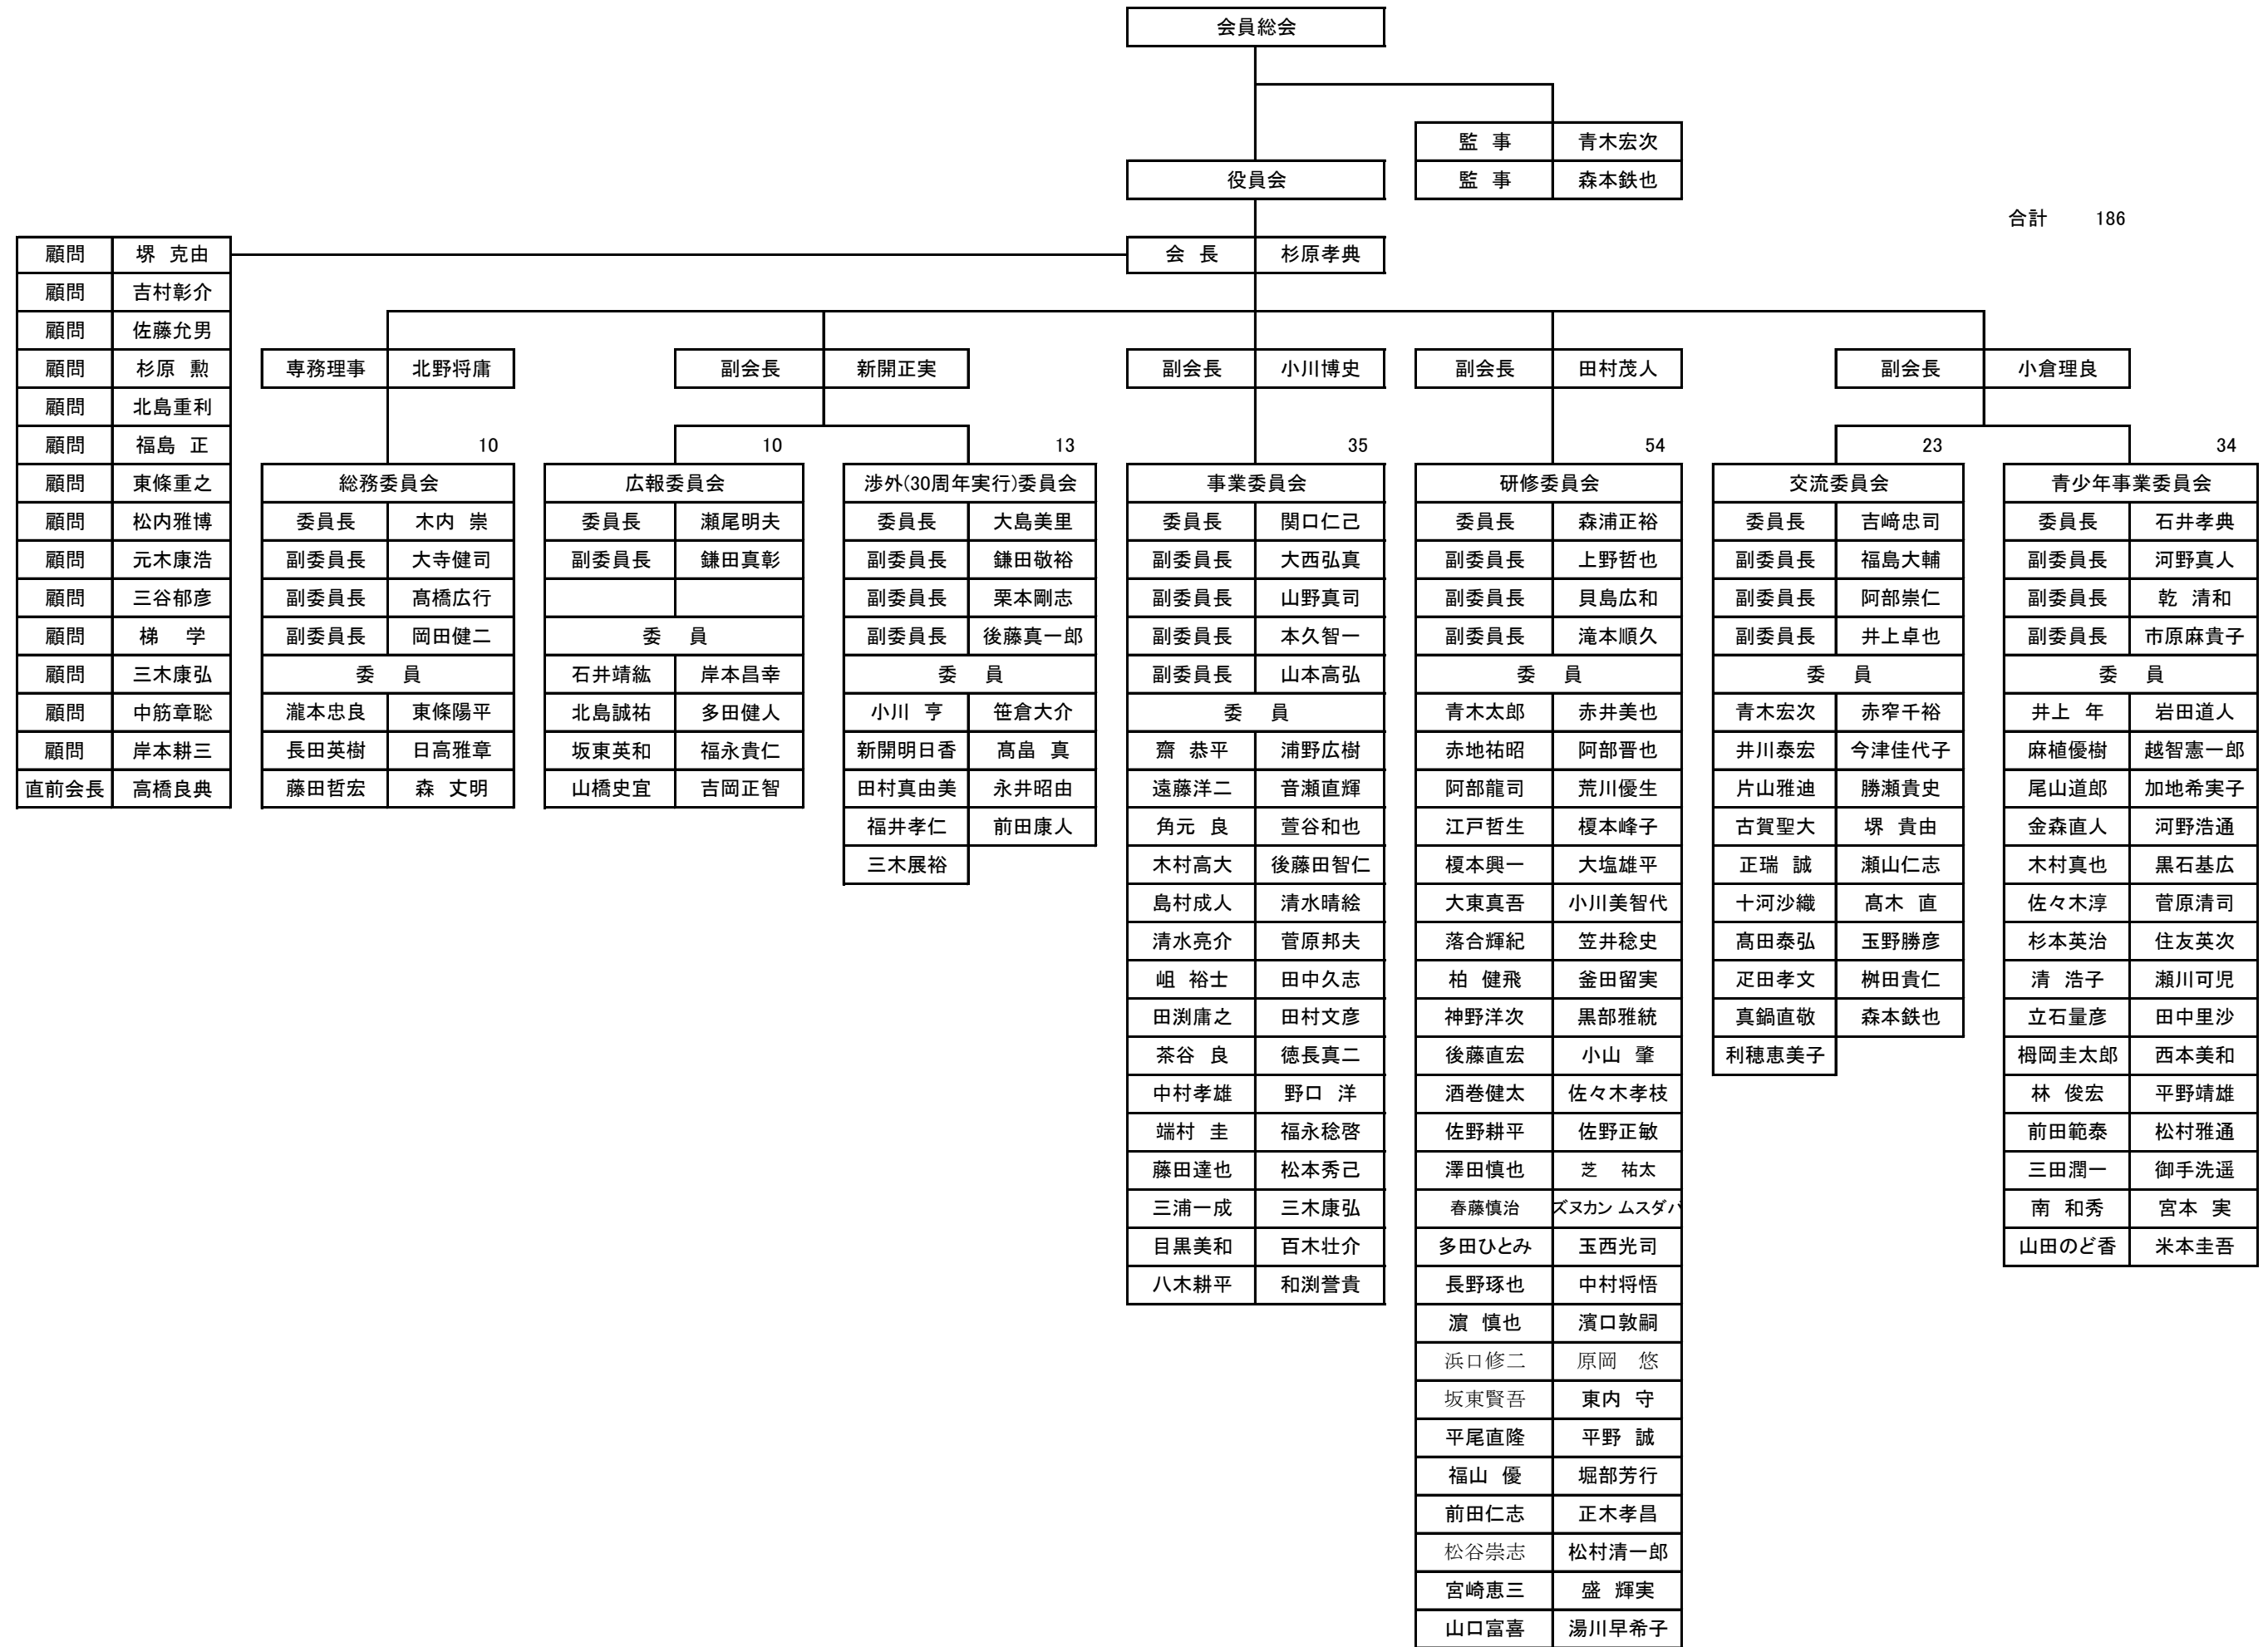 会員総会
監 事 青木宏次
役員会 監 事 森本鉄也
合計 186
顧問 堺 克由 会 長 杉原孝典
顧問 吉村彰介
顧問 佐藤允男
顧問 杉原 勲 専務理事 北野将庸 副会長 新開正実 副会長 小川博史 副会長 田村茂人 副会長 小倉理良
顧問 北島重利
顧問 福島 正 10 10 13 35 54 23 34
顧問 東條重之 総務委員会 広報委員会 渉外(30周年実行)委員会 事業委員会 研修委員会 交流委員会 青少年事業委員会
顧問 松内雅博 委員長 木内 崇 委員長 瀬尾明夫 委員長 大島美里 委員長 関口仁己 委員長 森浦正裕 委員長 吉﨑忠司 委員長 石井孝典
顧問 元木康浩 副委員長 大寺健司 副委員長 鎌田真彰 副委員長 鎌田敬裕 副委員長 大西弘真 副委員長 上野哲也 副委員長 福島大輔 副委員長 河野真人
顧問 三谷郁彦 副委員長 髙橋広行 副委員長 栗本剛志 副委員長 山野真司 副委員長 貝島広和 副委員長 阿部崇仁 副委員長 乾 清和
顧問 梯 学 副委員長 岡田健二 委 員 副委員長 後藤真一郎 副委員長 本久智一 副委員長 滝本順久 副委員長 井上卓也 副委員長 市原麻貴子
顧問 三木康弘 委 員 石井靖紘 岸本昌幸 委 員 副委員長 山本高弘 委 員 委 員 委 員
顧問 中筋章聡 瀧本忠良 東條陽平 北島誠祐 多田健人 小川 亨 笹倉大介 委 員 青木太郎 赤井美也 青木宏次 赤窄千裕 井上 年 岩田道人
顧問 岸本耕三 長田英樹 日高雅章 坂東英和 福永貴仁 新開明日香 髙畠 真 齋 恭平 浦野広樹 赤地祐昭 阿部晋也 井川泰宏 今津佳代子 麻植優樹 越智憲一郎
直前会長 高橋良典 藤田哲宏 森 丈明 山橋史宜 吉岡正智 田村真由美 永井昭由 遠藤洋二 音瀬直輝 阿部龍司 荒川優生 片山雅迪 勝瀬貴史 尾山道郎 加地希実子
福井孝仁 前田康人 角元 良 萱谷和也 江戸哲生 榎本峰子 古賀聖大 堺 貴由 金森直人 河野浩通
三木展裕 木村高大 後藤田智仁 榎本興一 大塩雄平 正瑞 誠 瀬山仁志 木村真也 黒石基広
島村成人 清水晴絵 大東真吾 小川美智代 十河沙織 髙木 直 佐々木淳 菅原清司
清水亮介 菅原邦夫 落合輝紀 笠井稔史 髙田泰弘 玉野勝彦 杉本英治 住友英次
岨 裕士 田中久志 柏 健飛 釜田留実 疋田孝文 桝田貴仁 清 浩子 瀬川可児
田渕庸之 田村文彦 神野洋次 黒部雅統 真鍋直敬 森本鉄也 立石量彦 田中里沙
茶谷 良 徳長真二 後藤直宏 小山 肇 利穂恵美子 栂岡圭太郎 西本美和
中村孝雄 野口 洋 酒巻健太 佐々木孝枝 林 俊宏 平野靖雄
端村 圭 福永稔啓 佐野耕平 佐野正敏 前田範泰 松村雅通
藤田達也 松本秀己 澤田慎也 芝 祐太 三田潤一 御手洗遥
三浦一成 三木康弘 春藤慎治 ズヌカン ムスダバ 南 和秀 宮本 実
目黒美和 百木壮介 多田ひとみ 玉西光司 山田のど香 米本圭吾
八木耕平 和渕誉貴 長野琢也 中村将悟
濵 慎也 濱口敦嗣
浜口修二 原岡 悠
坂東賢吾 東内 守
平尾直隆 平野 誠
福山 優 堀部芳行
前田仁志 正木孝昌
松谷崇志 松村清一郎
宮崎恵三 盛 輝実
山口富喜 湯川早希子